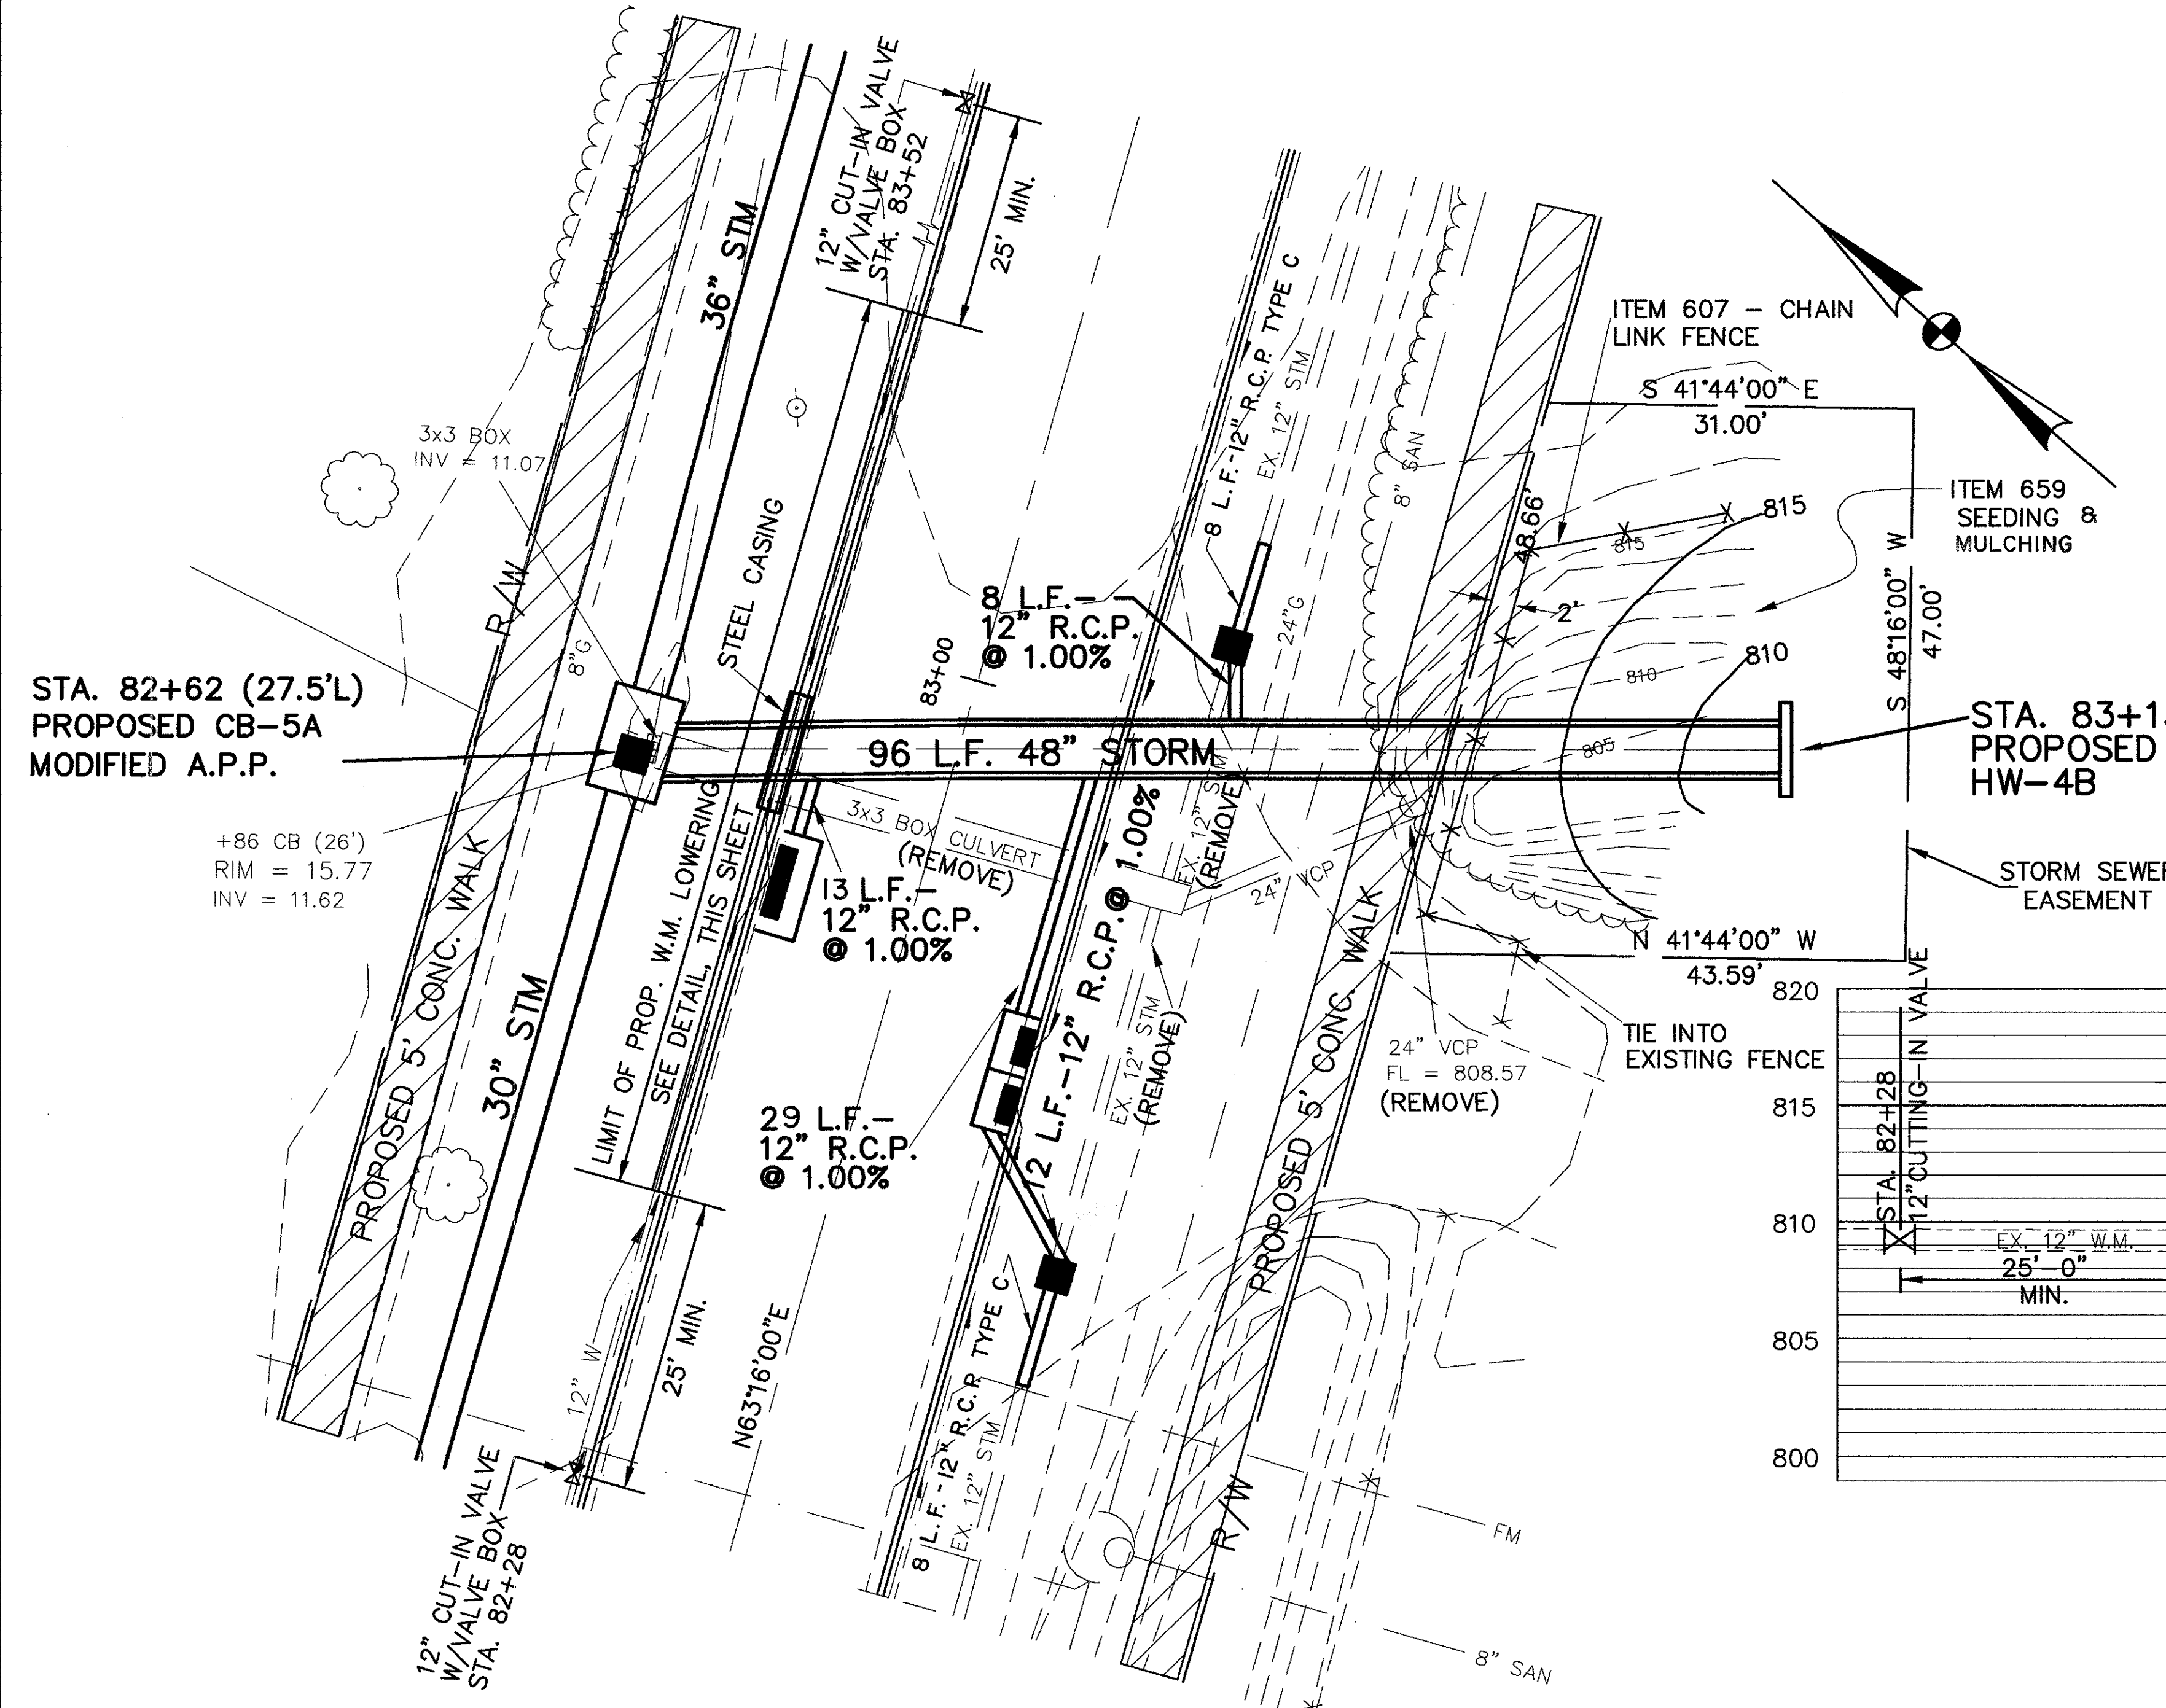 12" CUT-IN VALVE
W/VALVE BOX
STA. 83+52
25' MIN.
36" STM
ITEM 607 - CHAIN
LINK FENCE
S 41°44'00" E
31.00'
3x3 BOX
INV = 11.07
8 L.F.-12" R.C.P. TYPE C
EX. 12" STM
8" SAN
48.66'
815
815
ITEM 659
SEEDING &
MULCHING
STEEL CASING
R/W
8"G
83+00
8 L.F.-
12" R.C.P.
@ 1.00%
24"G
2'
810
810
S 48°16'00" W
47.00'
STA. 82+62 (27.5'L)
PROPOSED CB-5A
MODIFIED A.P.P.
96 L.F. 48" STORM
805
PROPOSED
HW-4B
+86 CB (26')
RIM = 15.77
INV = 11.62
3x3 BOX CULVERT
(REMOVE)
EX. 12" STM
(REMOVE)
24" VCP
STORM SEWER
EASEMENT
13 L.F.-
12" R.C.P.
@ 1.00%
12 L.F.-12" R.C.P. @ 1.00%
PROPOSED 5' CONC. WALK
30" STM
LIMIT OF PROP. W.M. LOWERING
SEE DETAIL, THIS SHEET
N 41°44'00" W
43.59'
EX. 12" STM
(REMOVE)
24" VCP
FL = 808.57
(REMOVE)
TIE INTO
EXISTING FENCE
PROPOSED 5' CONC. WALK
29 L.F.-
12" R.C.P.
@ 1.00%
820
815
810
805
800
STA. 82+28
12"CUTTING-IN VALVE
EX. 12" W.M.
25'-0"
MIN.
12" W
25' MIN.
N63°16'00"E
8 L.F.-12" R.C.P. TYPE C
EX. 12" STM
R/W
FM
8" SAN
12" CUT-IN VALVE
W/VALVE BOX
STA. 82+28